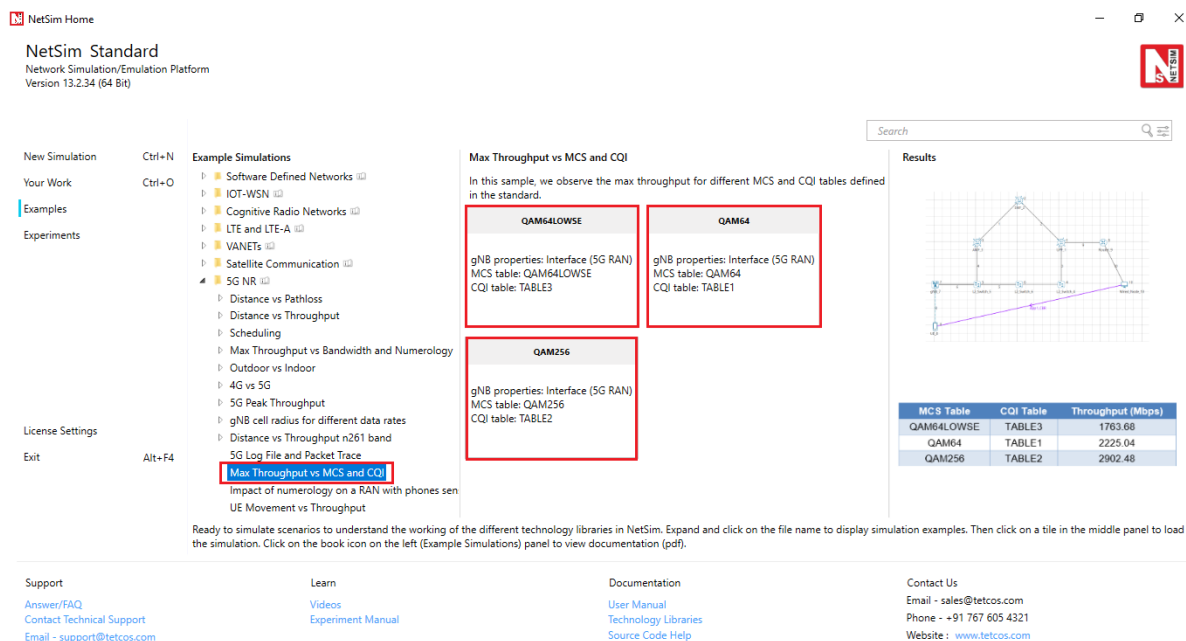 NetSim Home
NetSim Standard
Network Simulation/Emulation Platform
Version 13.2.34 (64 Bit)
NETSIM
Search
New Simulation Ctrl+N
Your Work Ctrl+O
Examples
Experiments
License Settings
Exit Alt+F4
Example Simulations
Software Defined Networks
IOT-WSN
Cognitive Radio Networks
LTE and LTE-A
VANETs
Satellite Communication
5G NR
Distance vs Pathloss
Distance vs Throughput
Scheduling
Max Throughput vs Bandwidth and Numerology
Outdoor vs Indoor
4G vs 5G
5G Peak Throughput
gNB cell radius for different data rates
Distance vs Throughput n261 band
5G Log File and Packet Trace
Max Throughput vs MCS and CQI
Impact of numerology on a RAN with phones sen
UE Movement vs Throughput
Max Throughput vs MCS and CQI
In this sample, we observe the max throughput for different MCS and CQI tables defined
in the standard.
QAM64LOWSE
gNB properties: Interface (5G RAN)
MCS table: QAM64LOWSE
CQI table: TABLE3
QAM64
gNB properties: Interface (5G RAN)
MCS table: QAM64
CQI table: TABLE1
QAM256
gNB properties: Interface (5G RAN)
MCS table: QAM256
CQI table: TABLE2
Results
MCS Table CQI Table Throughput (Mbps)
QAM64LOWSE TABLE3 1763.68
QAM64 TABLE1 2225.04
QAM256 TABLE2 2902.48
Ready to simulate scenarios to understand the working of the different technology libraries in NetSim. Expand and click on the file name to display simulation examples. Then click on a tile in the middle panel to load
the simulation. Click on the book icon on the left (Example Simulations) panel to view documentation (pdf).
Support
Answer/FAQ
Contact Technical Support
Email - support@tetcos.com
Learn
Videos
Experiment Manual
Documentation
User Manual
Technology Libraries
Source Code Help
Contact Us
Email - sales@tetcos.com
Phone - +91 767 605 4321
Website : www.tetcos.com